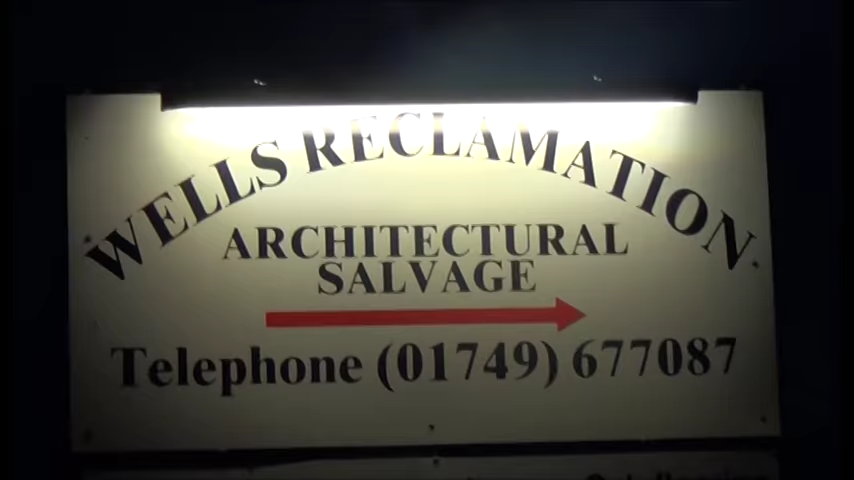 WELLS RECLAMATION
ARCHITECTURAL
SALVAGE
Telephone (01749) 677087